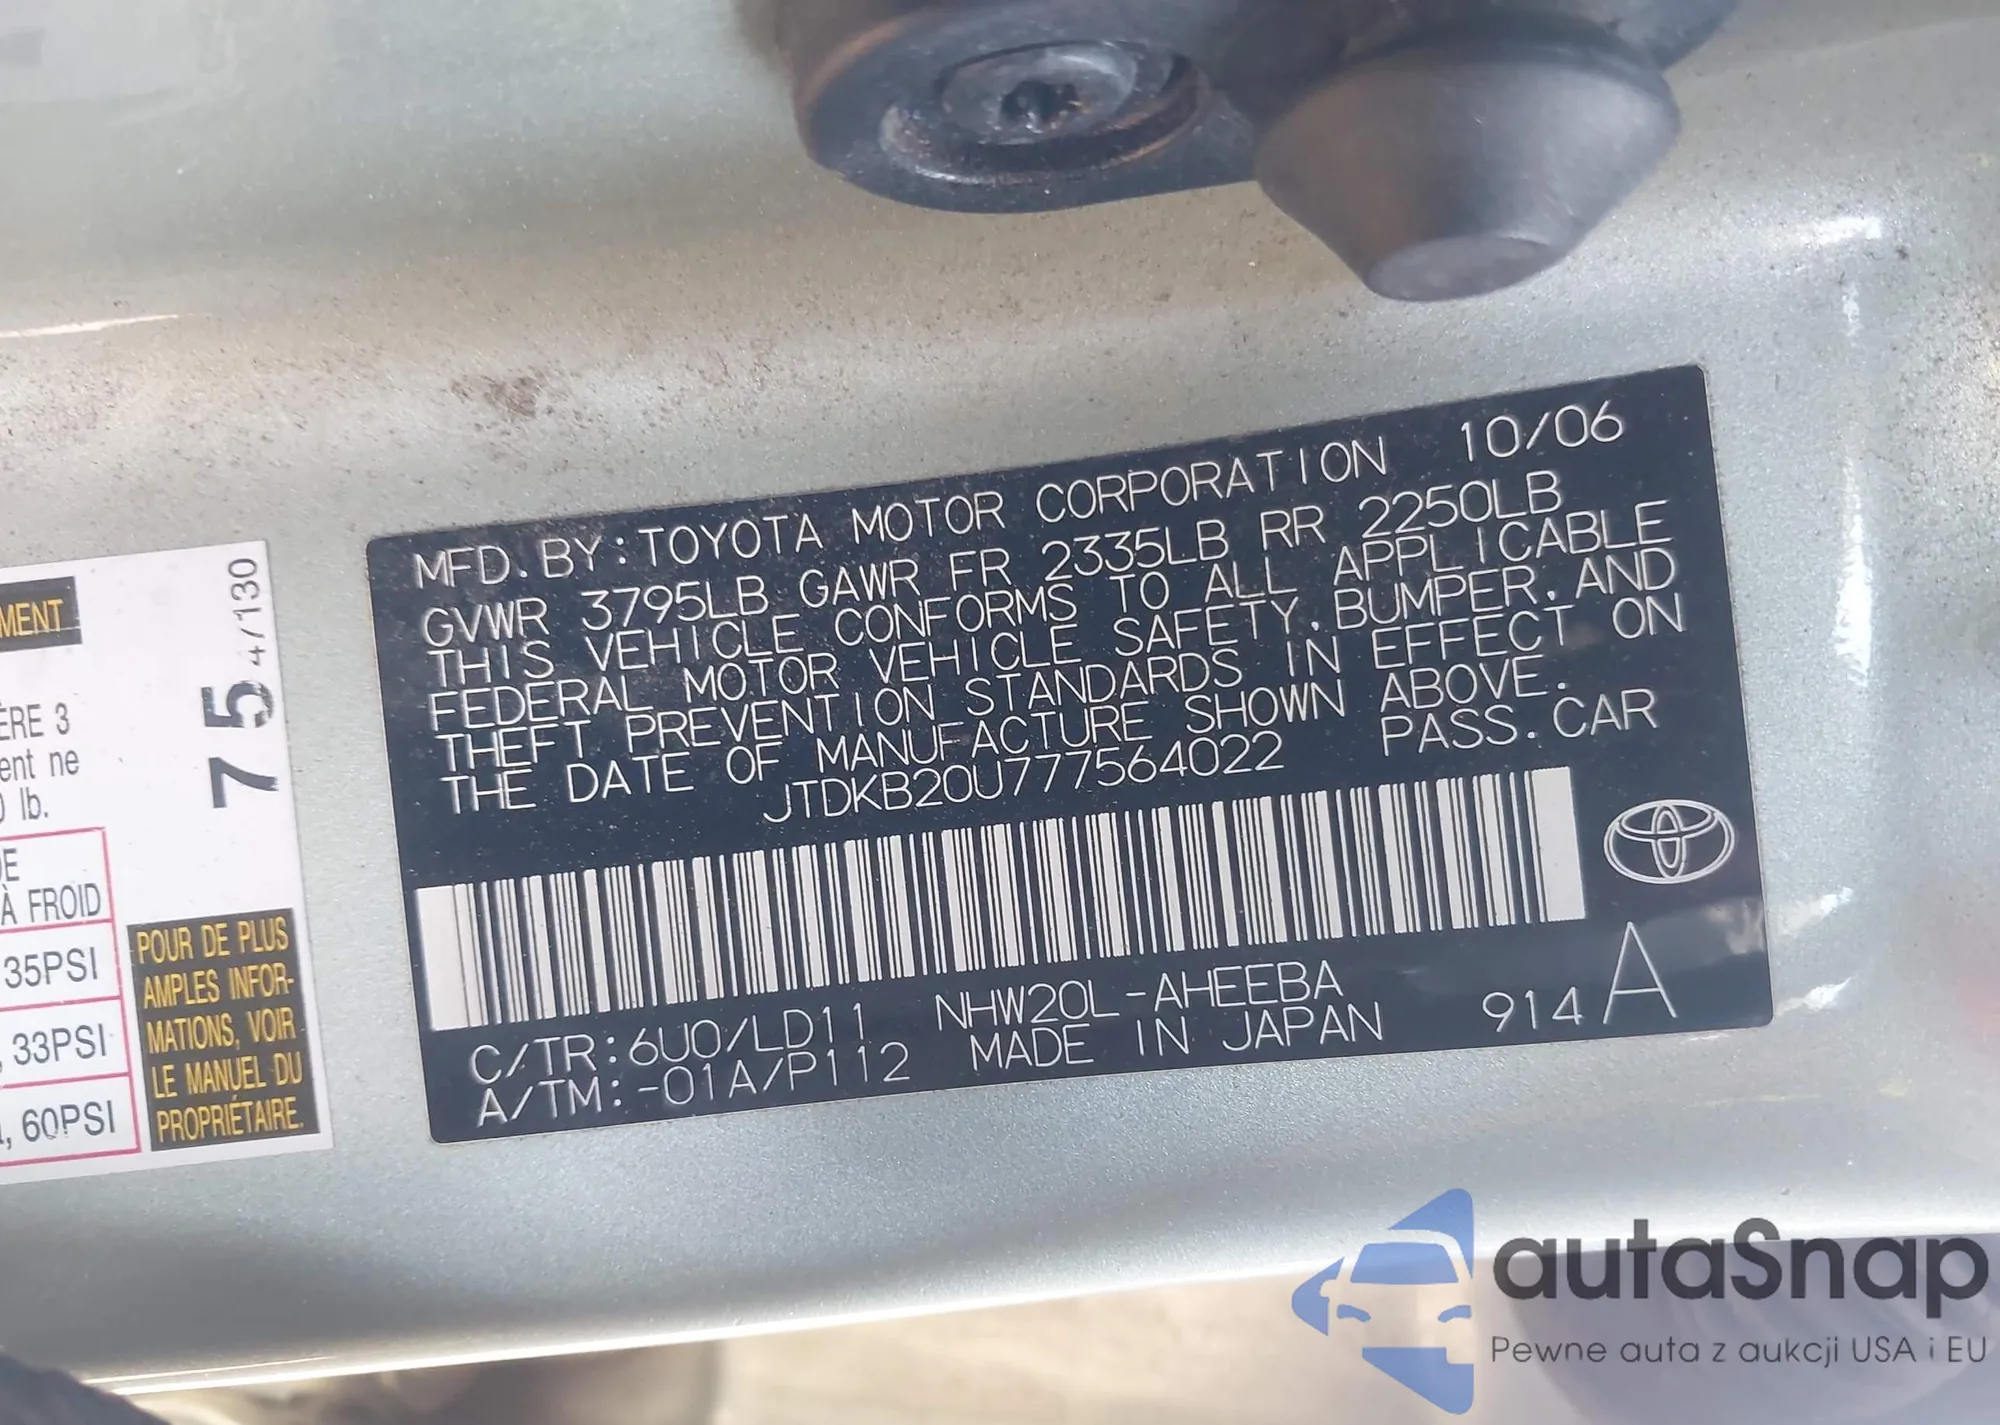 MFD. BY: TOYOTA MOTOR CORPORATION 10/06
GVWR 3795LB GAWR FR 2335LB RR 2250LB
THIS VEHICLE CONFORMS TO ALL APPLICABLE
FEDERAL MOTOR VEHICLE SAFETY, BUMPER, AND
THEFT PREVENTION STANDARDS IN EFFECT ON
THE DATE OF MANUFACTURE SHOWN ABOVE.
JTDKB20U777564022 PASS. CAR
C/TR: 6U0/LD11 NHW20L-AHEEBA
A/TM: -01A/P112 MADE IN JAPAN 914 A
75 47130
ÈRE 3
ent ne
lb.
À FROID
35PSI
33PSI
60PSI
POUR DE PLUS
AMPLES INFOR-
MATIONS, VOIR
LE MANUEL DU
PROPRIÉTAIRE.
autaSnap
Pewne auta z aukcji USA i EU